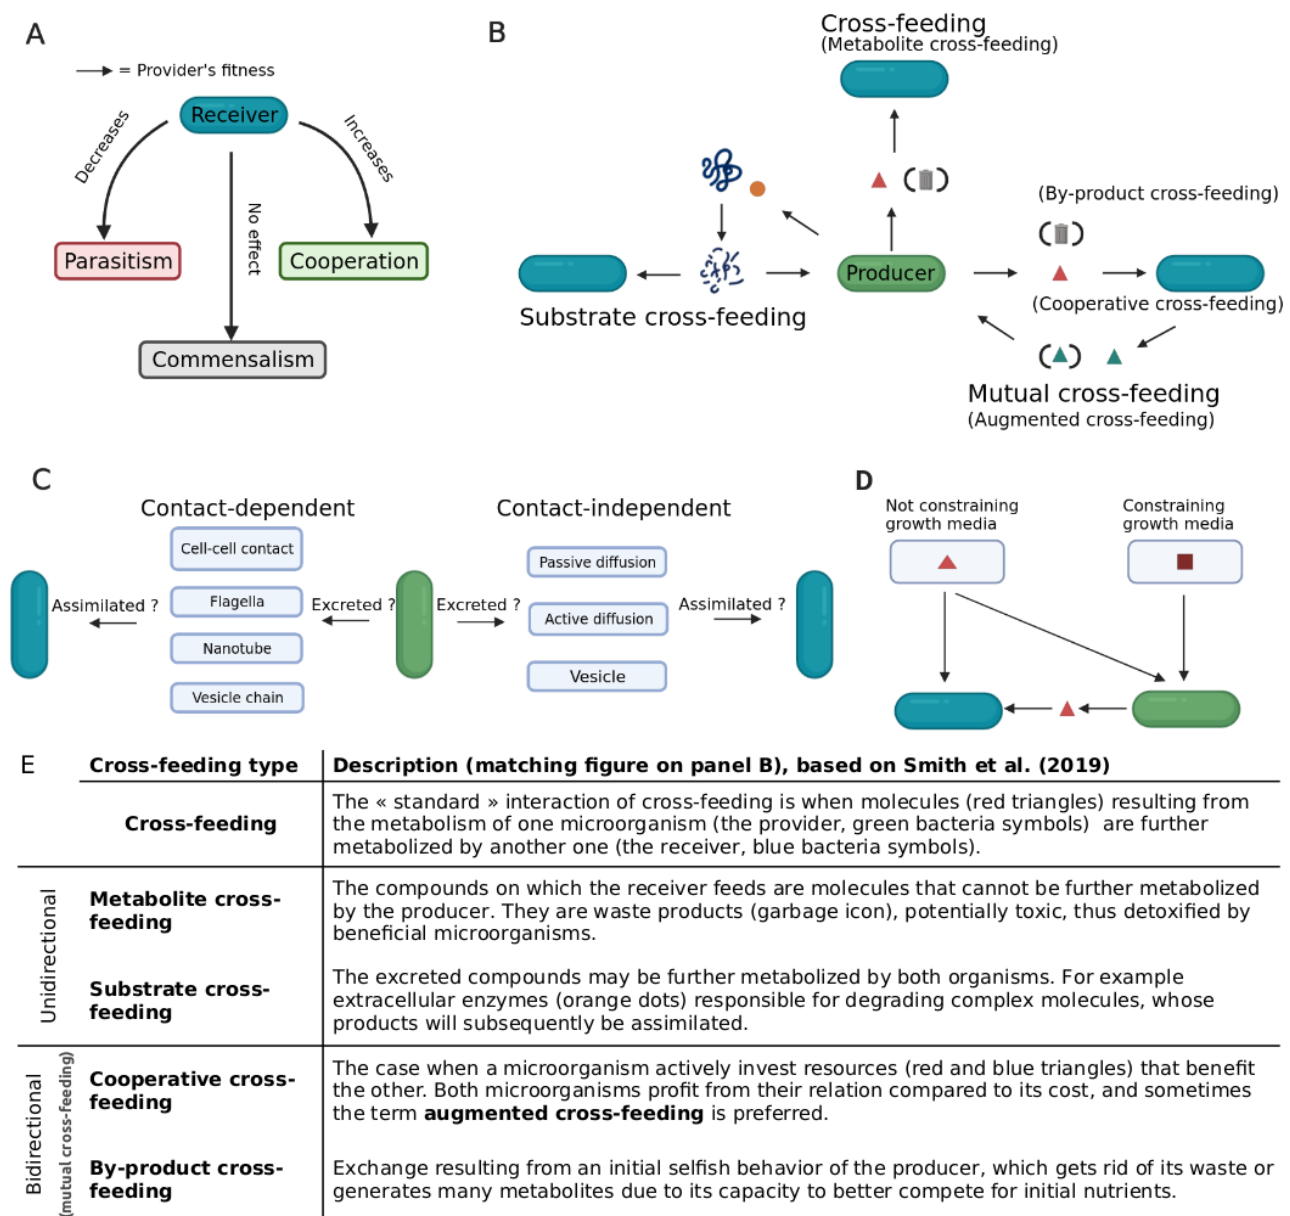 A
= Provider's fitness
Receiver
Decreases
Increases
No effect
Parasitism
Cooperation
Commensalism
B
Cross-feeding
(Metabolite cross-feeding)
(By-product cross-feeding)
Producer
(Cooperative cross-feeding)
Substrate cross-feeding
Mutual cross-feeding
(Augmented cross-feeding)
C
Contact-dependent
Contact-independent
Cell-cell contact
Flagella
Nanotube
Vesicle chain
Assimilated ?
Excreted ?
Excreted ?
Passive diffusion
Active diffusion
Vesicle
Assimilated ?
D
Not constraining
growth media
Constraining
growth media
E
Cross-feeding type
Description (matching figure on panel B), based on Smith et al. (2019)
Cross-feeding
The « standard » interaction of cross-feeding is when molecules (red triangles) resulting from
the metabolism of one microorganism (the provider, green bacteria symbols) are further
metabolized by another one (the receiver, blue bacteria symbols).
Unidirectional
Metabolite cross-
feeding
The compounds on which the receiver feeds are molecules that cannot be further metabolized
by the producer. They are waste products (garbage icon), potentially toxic, thus detoxified by
beneficial microorganisms.
Substrate cross-
feeding
The excreted compounds may be further metabolized by both organisms. For example
extracellular enzymes (orange dots) responsible for degrading complex molecules, whose
products will subsequently be assimilated.
Bidirectional
(mutual cross-feeding)
Cooperative cross-
feeding
The case when a microorganism actively invest resources (red and blue triangles) that benefit
the other. Both microorganisms profit from their relation compared to its cost, and sometimes
the term augmented cross-feeding is preferred.
By-product cross-
feeding
Exchange resulting from an initial selfish behavior of the producer, which gets rid of its waste or
generates many metabolites due to its capacity to better compete for initial nutrients.